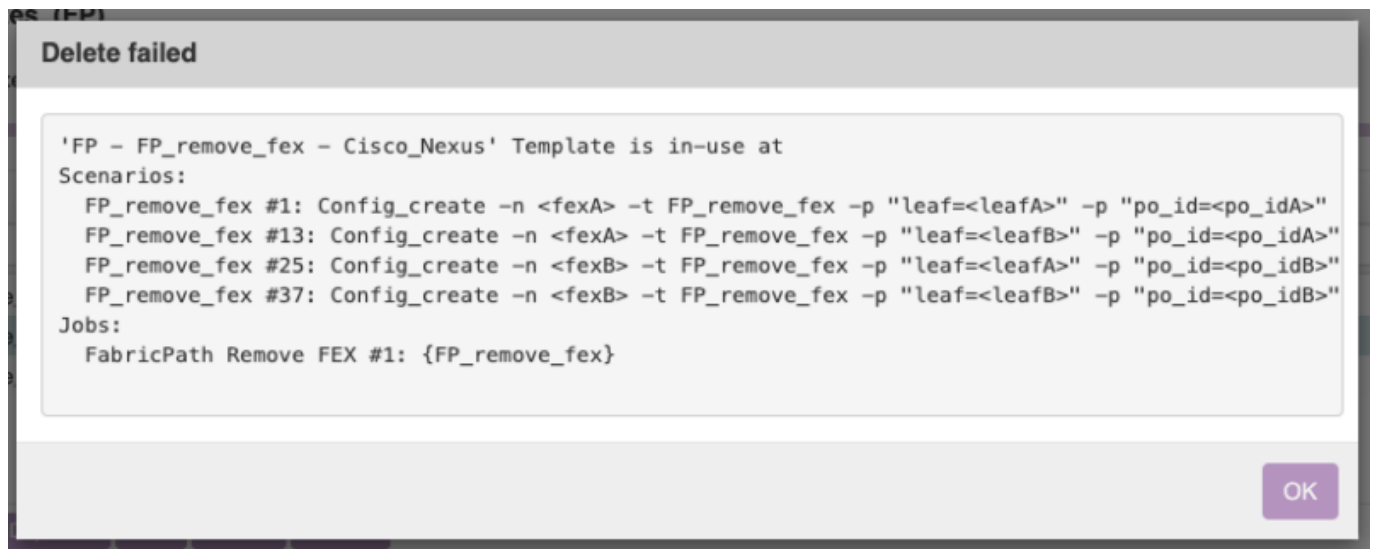 es (FP)
Delete failed
'FP - FP_remove_fex - Cisco_Nexus' Template is in-use at
Scenarios:
FP_remove_fex #1: Config_create -n <fexA> -t FP_remove_fex -p "leaf=<leafA>" -p "po_id=<po_idA>"
FP_remove_fex #13: Config_create -n <fexA> -t FP_remove_fex -p "leaf=<leafB>" -p "po_id=<po_idA>"
FP_remove_fex #25: Config_create -n <fexB> -t FP_remove_fex -p "leaf=<leafA>" -p "po_id=<po_idB>"
FP_remove_fex #37: Config_create -n <fexB> -t FP_remove_fex -p "leaf=<leafB>" -p "po_id=<po_idB>"
Jobs:
FabricPath Remove FEX #1: {FP_remove_fex}
OK